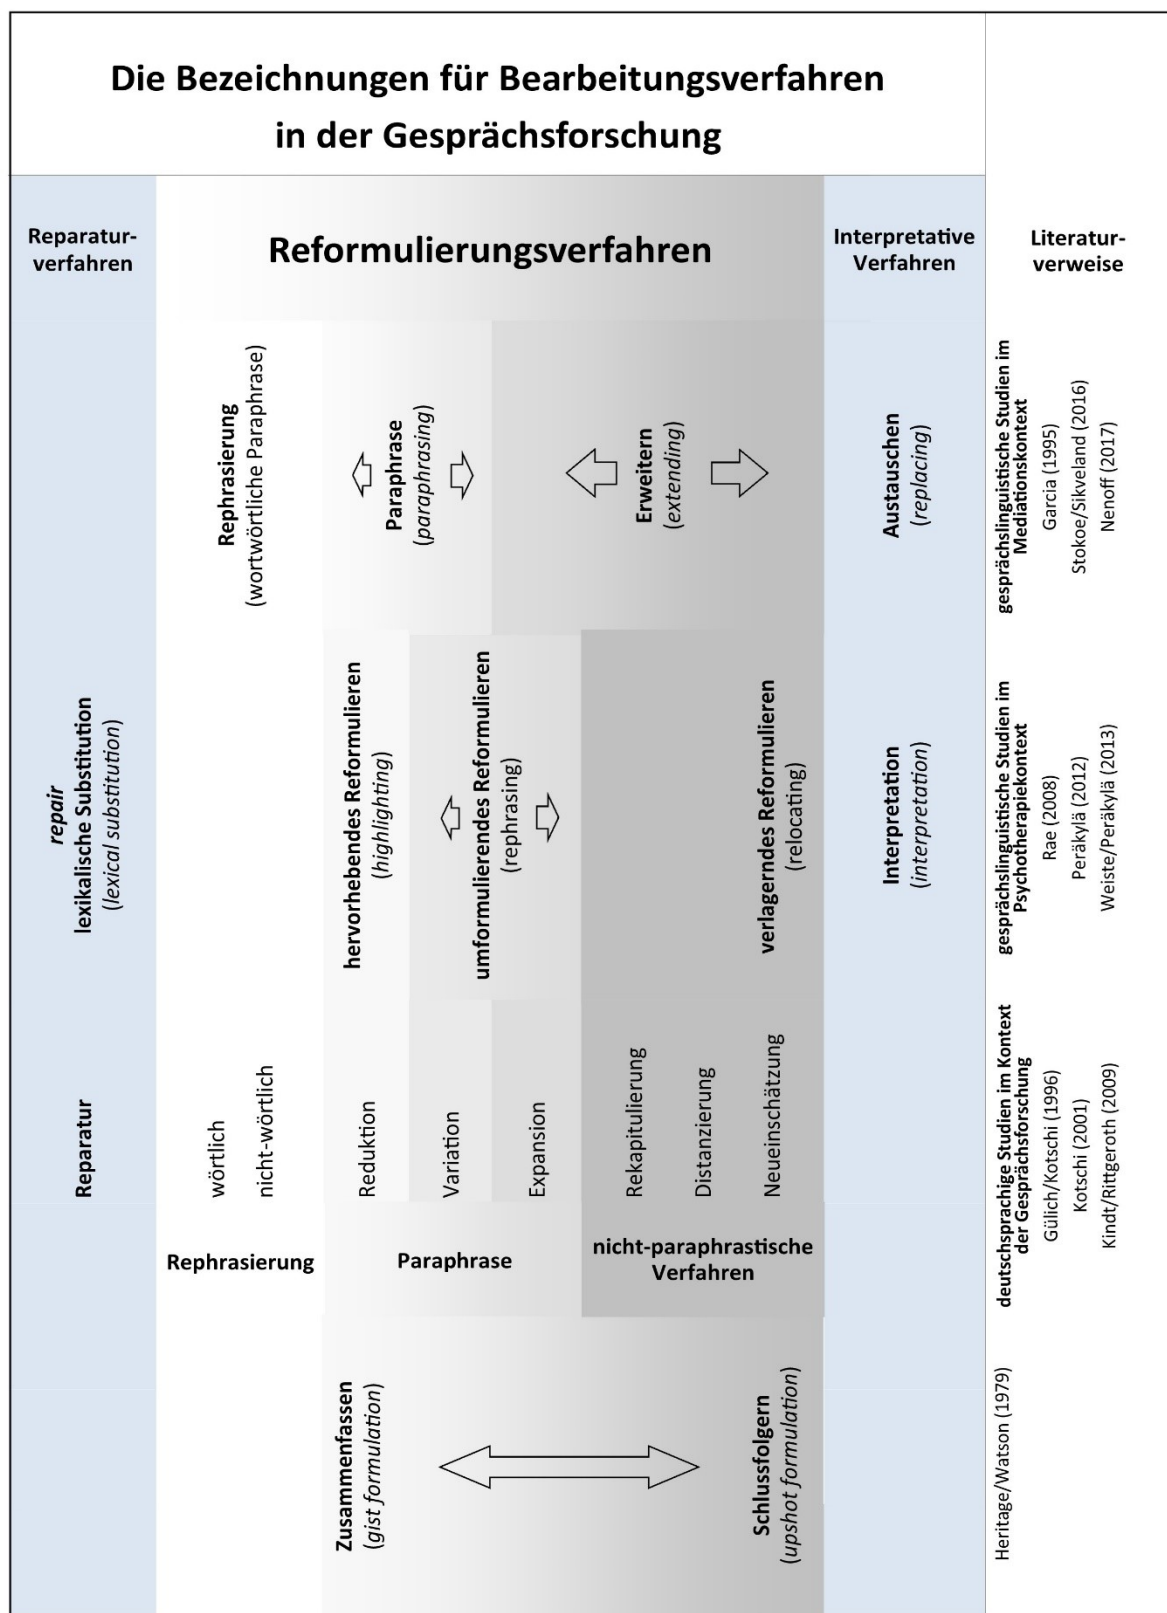 Die Bezeichnungen für Bearbeitungsverfahren
in der Gesprächsforschung
Reparatur-
verfahren
Reformulierungsverfahren
Interpretative
Verfahren
Literatur-
verweise
Rephrasierung
(wortwörtliche Paraphrase)
Paraphrase
(paraphrasing)
Erweitern
(extending)
Austauschen
(replacing)
gesprächslinguistische Studien im
Mediationskontext
Garcia (1995)
Stokoe/Sikveland (2016)
Nenoff (2017)
repair
lexikalische Substitution
(lexical substitution)
hervorhebendes Reformulieren
(highlighting)
umformulierendes Reformulieren
(rephrasing)
verlagerndes Reformulieren
(relocating)
Interpretation
(interpretation)
gesprächslinguistische Studien im
Psychotherapiekontext
Rae (2008)
Peräkylä (2012)
Weiste/Peräkylä (2013)
Reparatur
wörtlich
nicht-wörtlich
Reduktion
Variation
Expansion
Rekapitulierung
Distanzierung
Neueinschätzung
Rephrasierung
Paraphrase
nicht-paraphrastische
Verfahren
deutschsprachige Studien im Kontext
der Gesprächsforschung
Gülich/Kotschi (1996)
Kotschi (2001)
Kindt/Rittgeroth (2009)
Zusammenfassen
(gist formulation)
Schlussfolgern
(upshot formulation)
Heritage/Watson (1979)